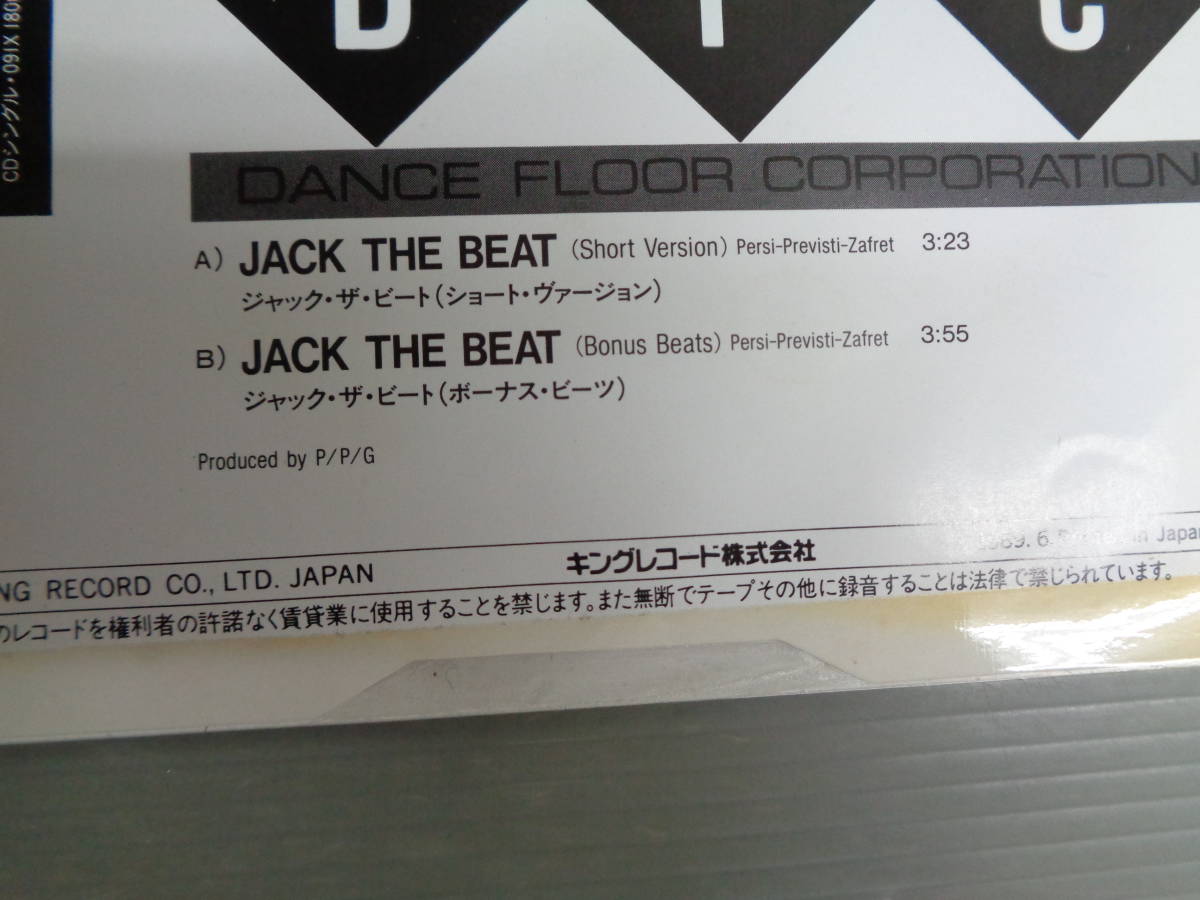 CDシングル・091X 180
D I C
DANCE FLOOR CORPORATION
A) JACK THE BEAT (Short Version) Persi-Previsti-Zafret 3:23
ジャック・ザ・ビート(ショート・ヴァージョン)
B) JACK THE BEAT (Bonus Beats) Persi-Previsti-Zafret 3:55
ジャック・ザ・ビート(ボーナス・ビーツ)
Produced by P/P/G
NG RECORD CO., LTD. JAPAN キングレコード株式会社 1989. 6. in Japan
のレコードを権利者の許諾なく賃貸業に使用することを禁じます。また無断でテープその他に録音することは法律で禁じられています。